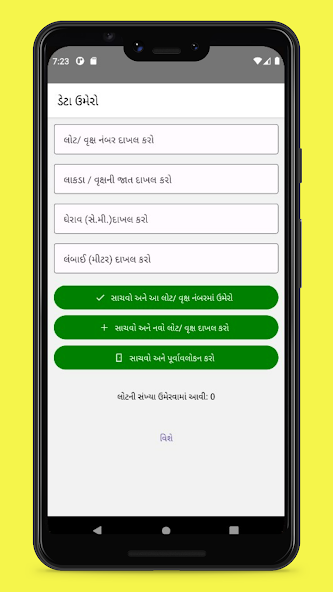 7:23
ડેટા ઉમેરો
લોટ/ વૃક્ષ નંબર દાખલ કરો
લાકડા / વૃક્ષની જાત દાખલ કરો
ઘેરાવ (સે.મી.)દાખલ કરો
લંબાઈ (મીટર) દાખલ કરો
સાચવો અને આ લોટ/ વૃક્ષ નંબરમાં ઉમેરો
સાચવો અને નવો લોટ/ વૃક્ષ દાખલ કરો
સાચવો અને પૂર્વાવલોકન કરો
લોટની સંખ્યા ઉમેરવામાં આવી: 0
વિશે